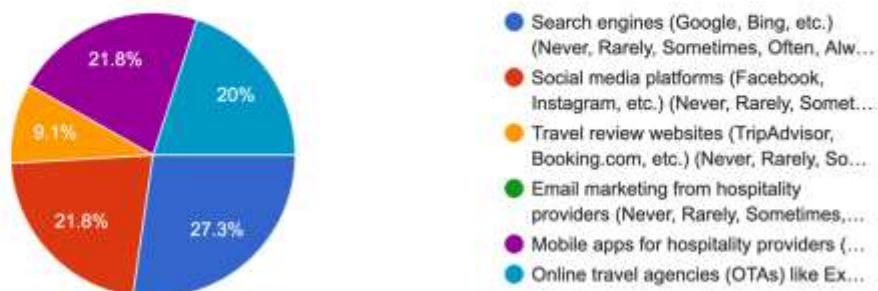 21.8%
20%
9.1%
21.8%
27.3%
Search engines (Google, Bing, etc.)
(Never, Rarely, Sometimes, Often, Alw...
Social media platforms (Facebook,
Instagram, etc.) (Never, Rarely, Somet...
Travel review websites (TripAdvisor,
Booking.com, etc.) (Never, Rarely, So...
Email marketing from hospitality
providers (Never, Rarely, Sometimes,...
Mobile apps for hospitality providers (...
Online travel agencies (OTAs) like Ex...